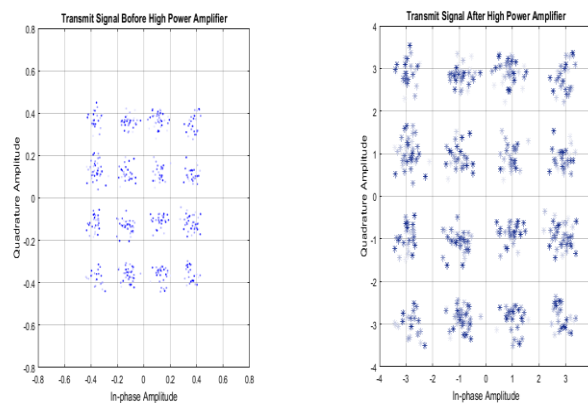 Transmit Signal Bofore High Power Amplifier
0.8
0.6
0.4
0.2
0
-0.2
-0.4
-0.6
-0.8
-0.8 -0.4 0 0.4 0.8
-0.6 -0.2 0.2 0.6
Quadrature Amplitude
In-phase Amplitude
Transmit Signal After High Power Amplifier
4
3
2
1
0
-1
-2
-3
-4
-4 -3 -2 -1 0 1 2 3
Quadrature Amplitude
In-phase Amplitude